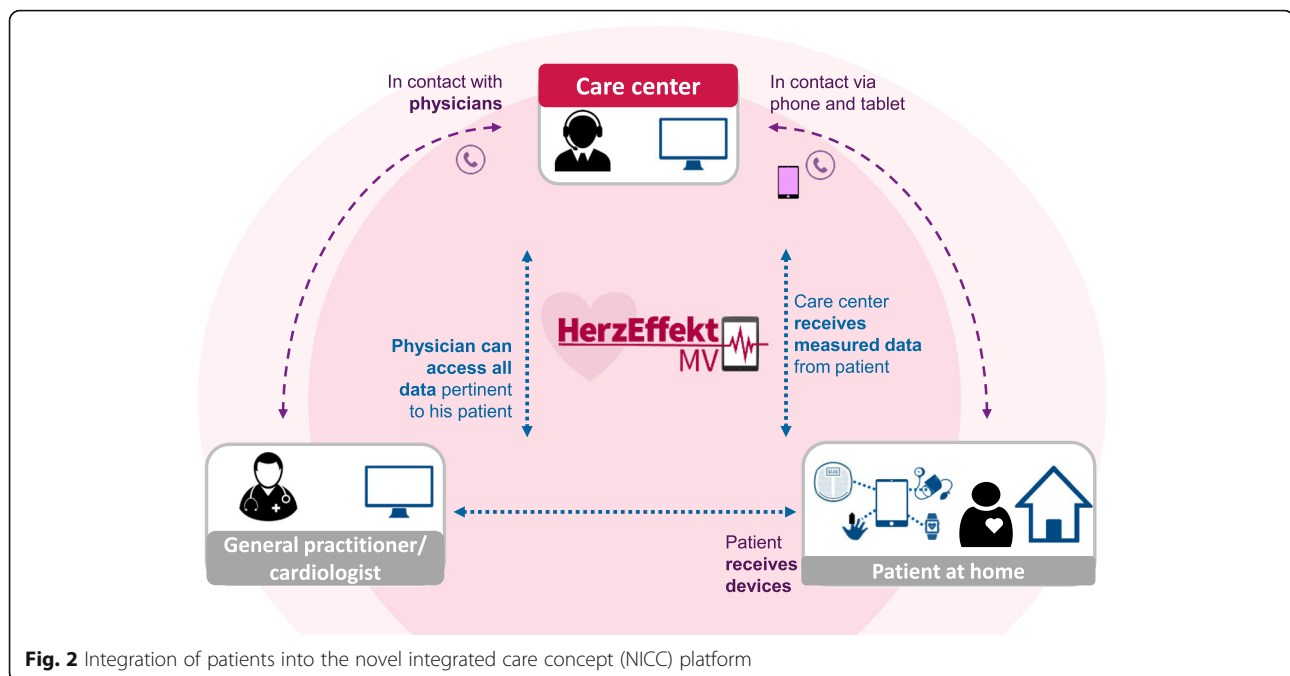 In contact with
physicians
Care center
In contact via
phone and tablet
HerzEffekt
MV
Physician can
access all
data pertinent
to his patient
Care center
receives
measured data
from patient
General practitioner/
cardiologist
Patient
receives
devices
Patient at home
Fig. 2 Integration of patients into the novel integrated care concept (NICC) platform